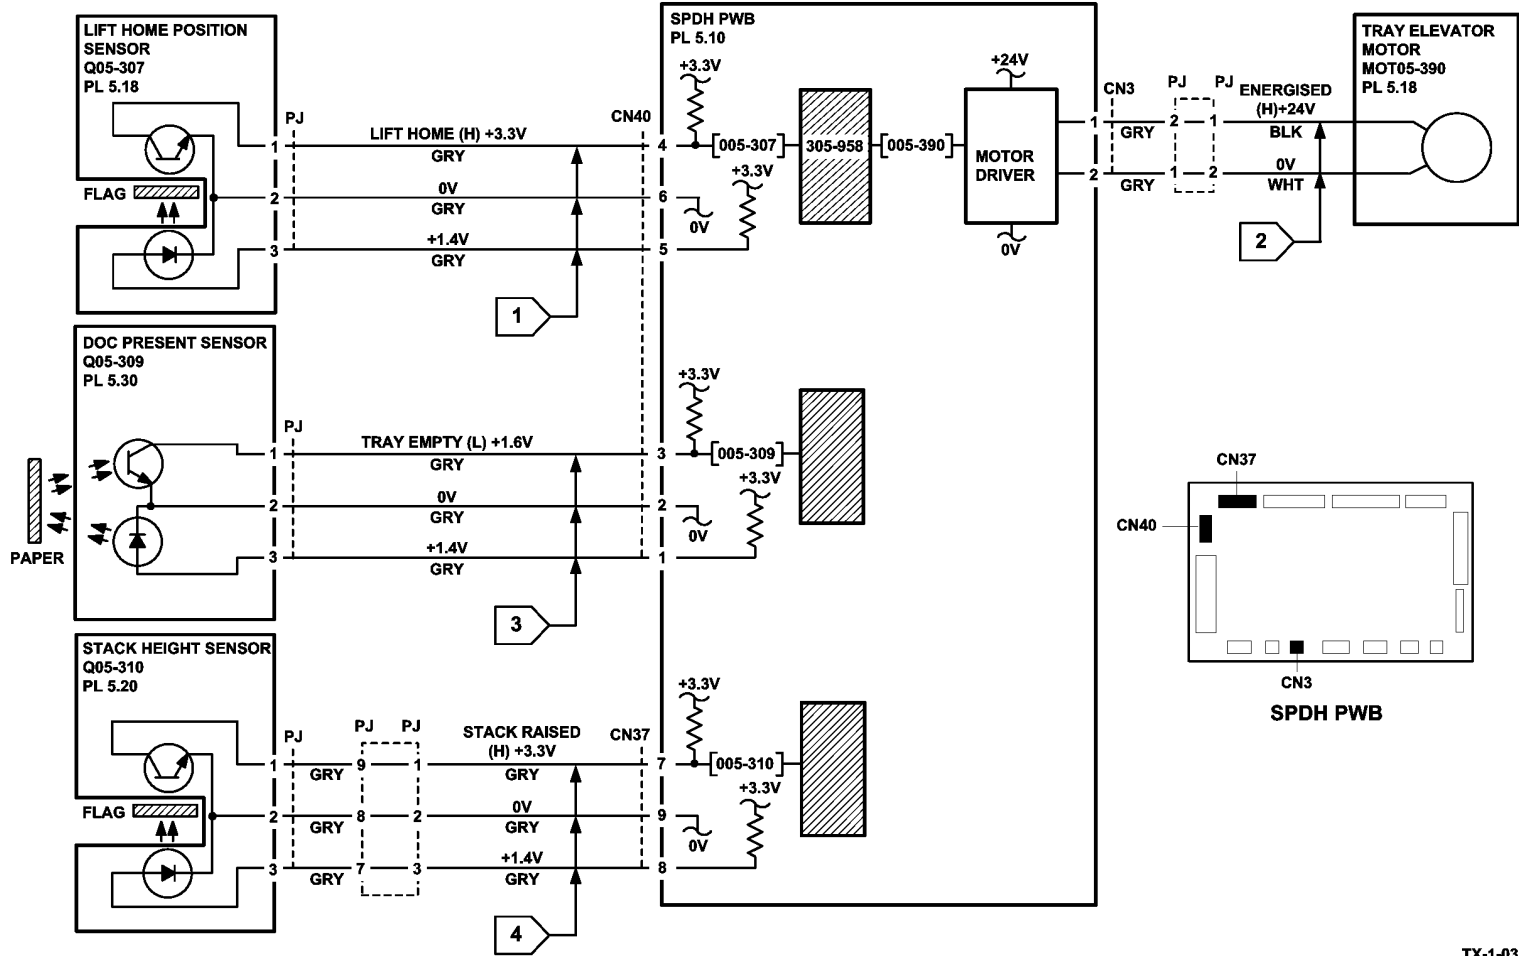 LIFT HOME POSITION
SENSOR
Q05-307
PL 5.18
FLAG
1
2
3
PJ
LIFT HOME (H) +3.3V
GRY
0V
GRY
+1.4V
GRY
1
CN40
4
6
5
SPDH PWB
PL 5.10
+3.3V
[005-307]
305-958
[005-390]
+3.3V
0V
+24V
MOTOR
DRIVER
0V
1
2
CN3
GRY
GRY
PJ
PJ
2
1
1
2
ENERGISED
(H)+24V
BLK
0V
WHT
2
TRAY ELEVATOR
MOTOR
MOT05-390
PL 5.18
DOC PRESENT SENSOR
Q05-309
PL 5.30
PAPER
1
2
3
PJ
TRAY EMPTY (L) +1.6V
GRY
0V
GRY
+1.4V
GRY
3
3
2
1
+3.3V
[005-309]
+3.3V
0V
STACK HEIGHT SENSOR
Q05-310
PL 5.20
FLAG
1
2
3
PJ
GRY
GRY
GRY
PJ
PJ
9
1
8
2
7
3
STACK RAISED
(H) +3.3V
GRY
0V
GRY
+1.4V
GRY
4
CN37
7
9
8
+3.3V
[005-310]
+3.3V
0V
CN37
CN40
CN3
SPDH PWB
TX-1-03